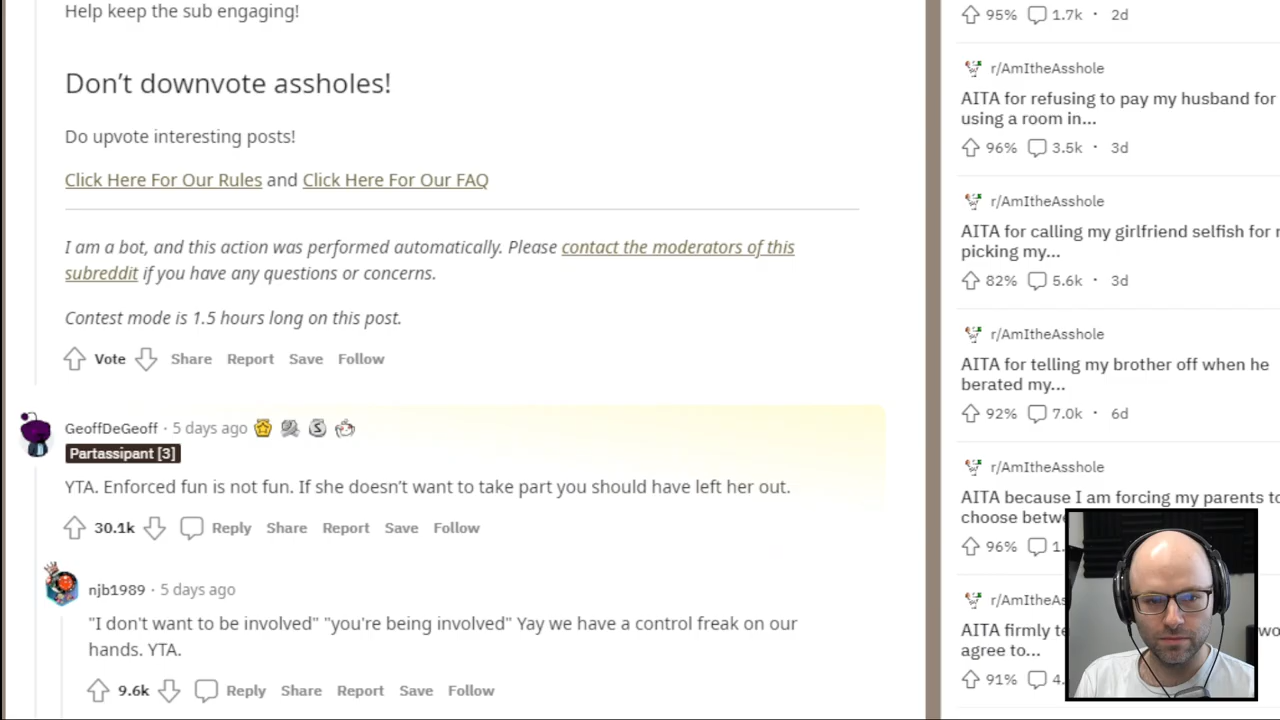 Help keep the sub engaging!
Don't downvote assholes!
Do upvote interesting posts!
Click Here For Our Rules and Click Here For Our FAQ
I am a bot, and this action was performed automatically. Please contact the moderators of this
subreddit if you have any questions or concerns.
Contest mode is 1.5 hours long on this post.
Vote Share Report Save Follow
GeoffDeGeoff · 5 days ago
Partassipant [3]
YTA. Enforced fun is not fun. If she doesn't want to take part you should have left her out.
30.1k Reply Share Report Save Follow
njb1989 · 5 days ago
"I don't want to be involved" "you're being involved" Yay we have a control freak on our
hands. YTA.
9.6k Reply Share Report Save Follow
95% 1.7k · 2d
r/AmItheAsshole
AITA for refusing to pay my husband for
using a room in...
96% 3.5k · 3d
r/AmItheAsshole
AITA for calling my girlfriend selfish for
picking my...
82% 5.6k · 3d
r/AmItheAsshole
AITA for telling my brother off when he
berated my...
92% 7.0k · 6d
r/AmItheAsshole
AITA because I am forcing my parents to
choose
96% 1.
r/AmItheAs
AITA firmly
agree to...
91% 4.